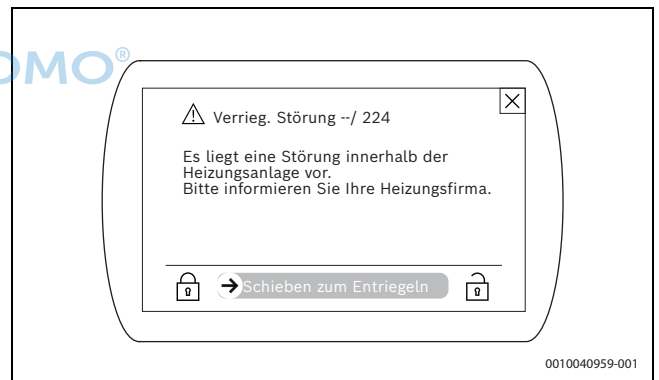 OMO®
Verrieg. Störung --/ 224
Es liegt eine Störung innerhalb der
Heizungsanlage vor.
Bitte informieren Sie Ihre Heizungsfirma.
Schieben zum Entriegeln
0010040959-001